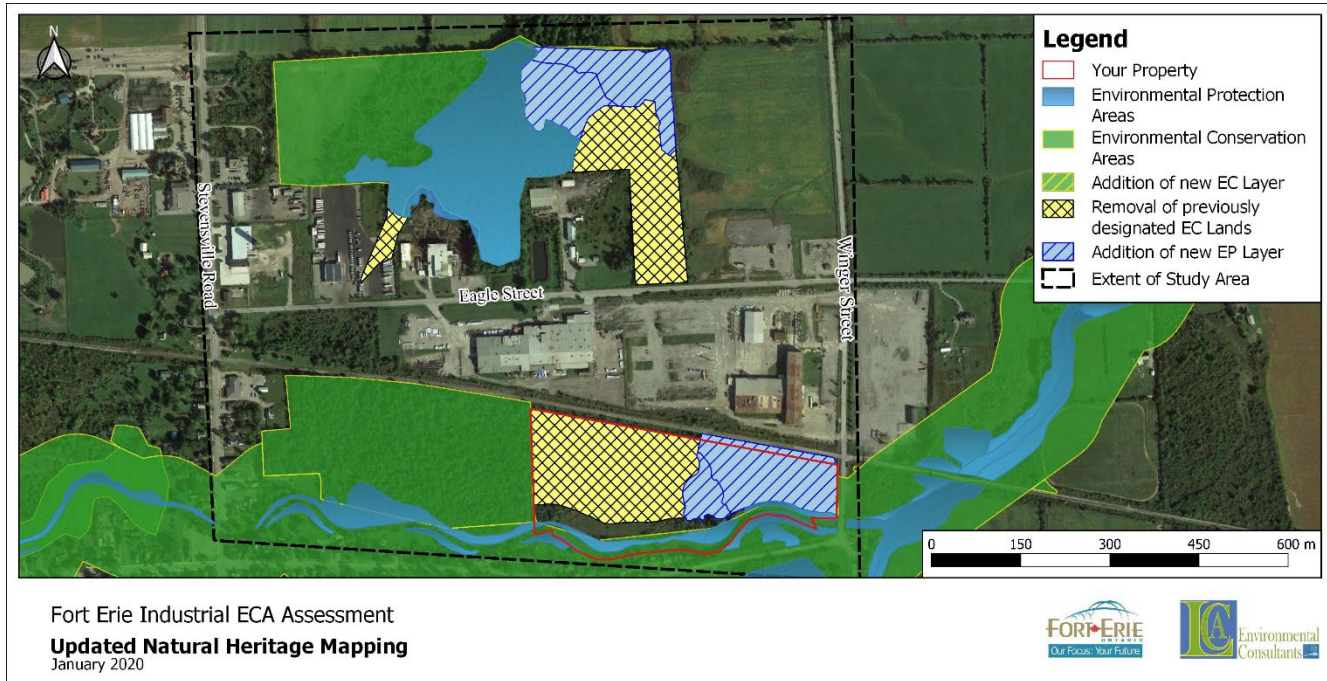 N
Stevensville Road
Eagle Street
Winger Street
Legend
Your Property
Environmental Protection
Areas
Environmental Conservation
Areas
Addition of new EC Layer
Removal of previously
designated EC Lands
Addition of new EP Layer
Extent of Study Area
0 150 300 450 600 m
Fort Erie Industrial ECA Assessment
Updated Natural Heritage Mapping
January 2020
FORT ERIE
ONTARIO
Our Focus: Your Future
LCA
Environmental
Consultants